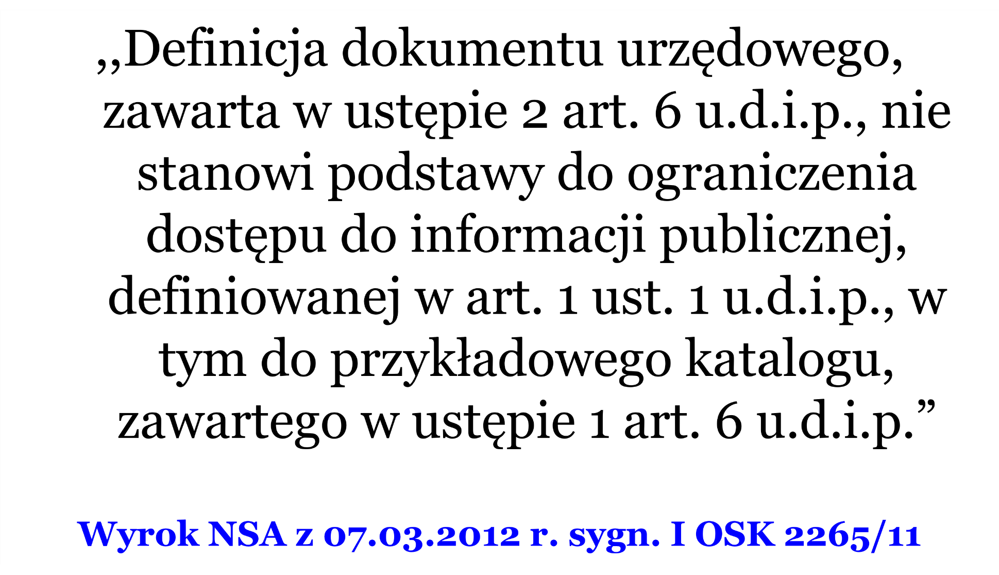 ,,Definicja dokumentu urzędowego,
zawarta w ustępie 2 art. 6 u.d.i.p., nie
stanowi podstawy do ograniczenia
dostępu do informacji publicznej,
definiowanej w art. 1 ust. 1 u.d.i.p., w
tym do przykładowego katalogu,
zawartego w ustępie 1 art. 6 u.d.i.p.”
Wyrok NSA z 07.03.2012 r. sygn. I OSK 2265/11